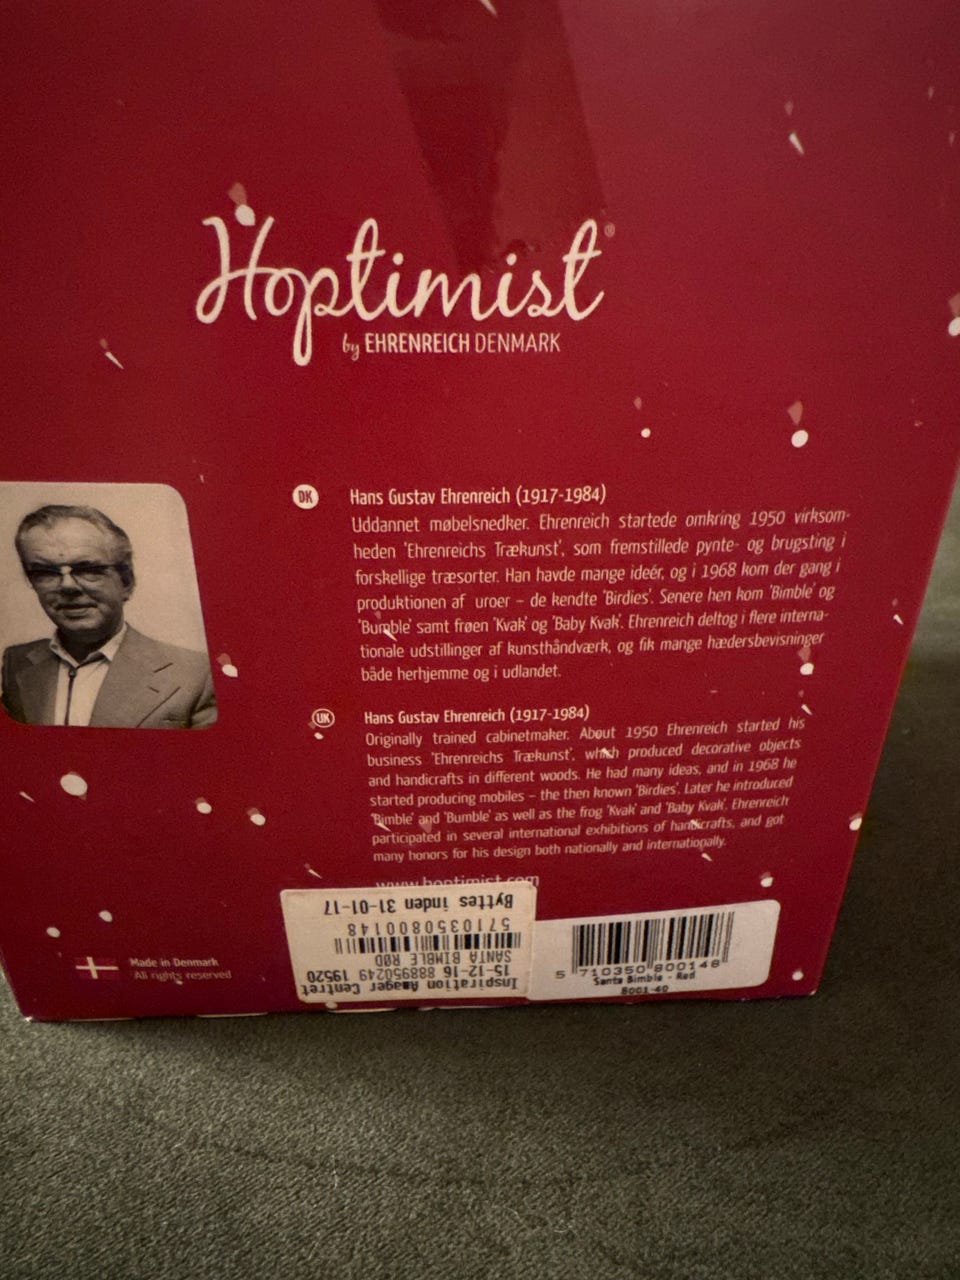 Hoptimist®
by EHRENREICH DENMARK
DK
Hans Gustav Ehrenreich (1917-1984)
Uddannet møbelsnedker. Ehrenreich startede omkring 1950 virksom-
heden 'Ehrenreichs Trækunst', som fremstillede pynte- og brugsting i
forskellige træsorter. Han havde mange ideér, og i 1968 kom der gang i
produktionen af uroer – de kendte 'Birdies'. Senere hen kom 'Bimble' og
'Bumble' samt frøen 'Kvak' og 'Baby Kvak'. Ehrenreich deltog i flere interna-
tionale udstillinger af kunsthåndværk, og fik mange hædersbevisninger
både herhjemme og i udlandet.
UK
Hans Gustav Ehrenreich (1917-1984)
Originally trained cabinetmaker. About 1950 Ehrenreich started his
business 'Ehrenreichs Trækunst', which produced decorative objects
and handicrafts in different woods. He had many ideas, and in 1968 he
started producing mobiles – the then known 'Birdies'. Later he introduced
'Bimble' and 'Bumble' as well as the frog 'Kvak' and 'Baby Kvak'. Ehrenreich
participated in several international exhibitions of handicrafts, and got
many honors for his design both nationally and internationally.
www.hoptimist.com
Made in Denmark
All rights reserved
Inspiration Amager Centret
15-12-16 888950249 19520
SANTA BIMBLE RØD
5710350800148
Byttes inden 31-01-17
5 710350 800148
Santa Bimble - Red
8001-40